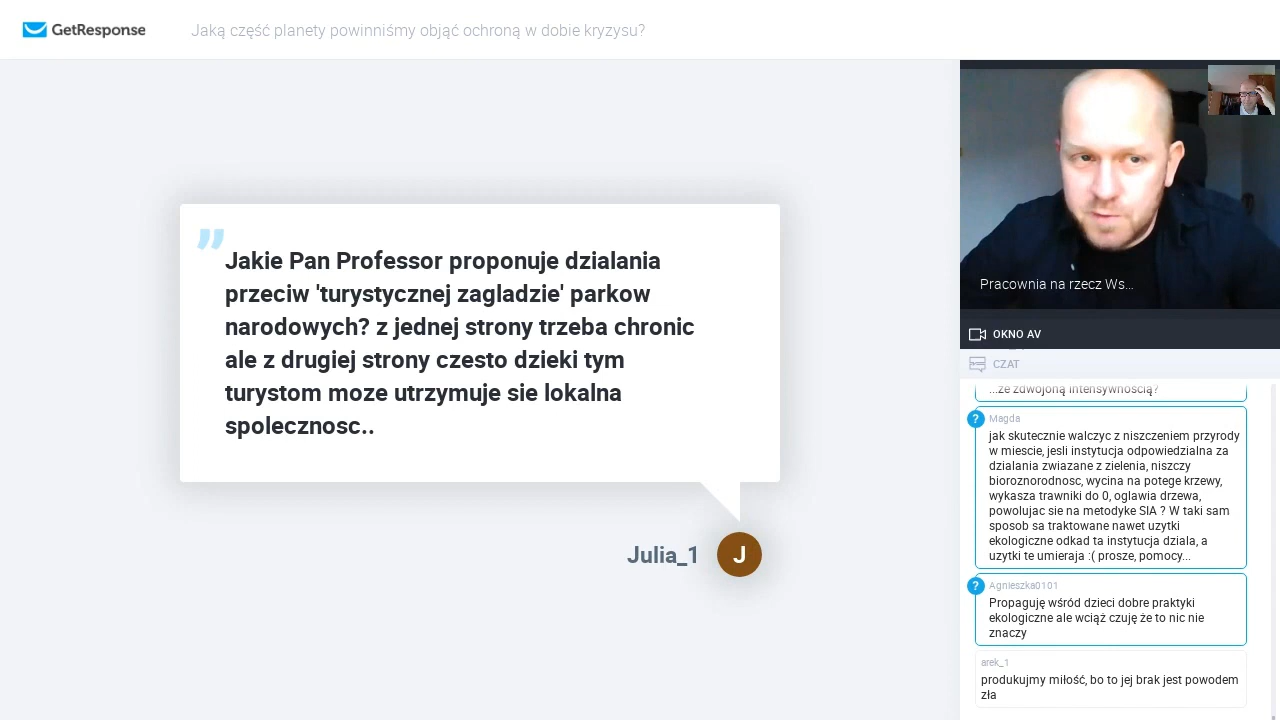 GetResponse
Jaką część planety powinniśmy objąć ochroną w dobie kryzysu?
Jakie Pan Professor proponuje dzialania
przeciw 'turystycznej zagladzie' parkow
narodowych? z jednej strony trzeba chronic
ale z drugiej strony czesto dzieki tym
turystom moze utrzymuje sie lokalna
spolecznosc..
Julia_1
J
Pracownia na rzecz Ws...
OKNO AV
CZAT
...ze zdwojoną intensywnością?
?
Magda
jak skutecznie walczyc z niszczeniem przyrody
w miescie, jesli instytucja odpowiedzialna za
dzialania zwiazane z zielenia, niszczy
bioroznorodnosc, wycina na potege krzewy,
wykasza trawniki do 0, oglawia drzewa,
powolujac sie na metodyke SIA ? W taki sam
sposob sa traktowane nawet uzytki
ekologiczne odkad ta instytucja dziala, a
uzytki te umieraja :( prosze, pomocy...
?
Agnieszka0101
Propaguję wśród dzieci dobre praktyki
ekologiczne ale wciąż czuję że to nic nie
znaczy
arek_1
produkujmy miłość, bo to jej brak jest powodem
zła